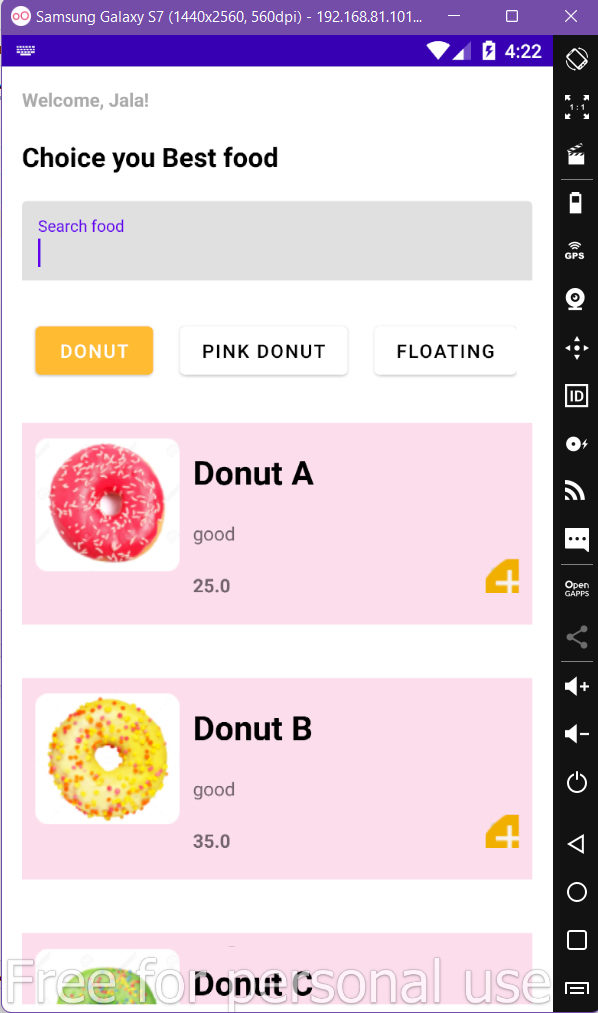 Samsung Galaxy S7 (1440x2560, 560dpi) - 192.168.81.101...
4:22
Welcome, Jala!
Choice you Best food
Search food
DONUT PINK DONUT FLOATING
Donut A
good
25.0
Donut B
good
35.0
Donut C
Free for personal use
1 : 1
GPS
ID
Open
GAPPS